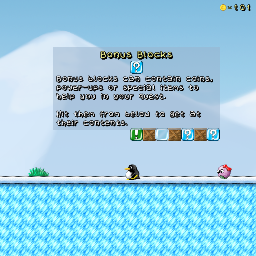 ×101
Bonus Blocks
Bonus blocks can contain coins,
power-ups or special items to
help you in your quest.
Hit them from below to get at
their contents.